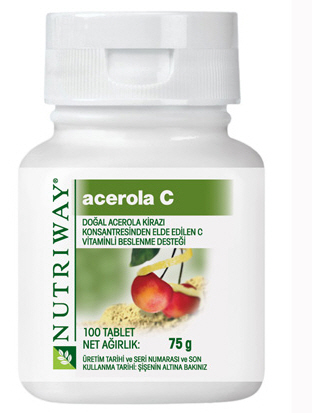 NUTRIWAY®
acerola C
DOĞAL ACEROLA KİRAZI
KONSANTRESİNDEN ELDE EDİLEN C
VİTAMİNLİ BESLENME DESTEĞİ
100 TABLET
NET AĞIRLIK: 75 g
ÜRETİM TARİHİ ve SERİ NUMARASI ve SON
KULLANMA TARİHİ: ŞİŞENİN ALTINA BAKINIZ